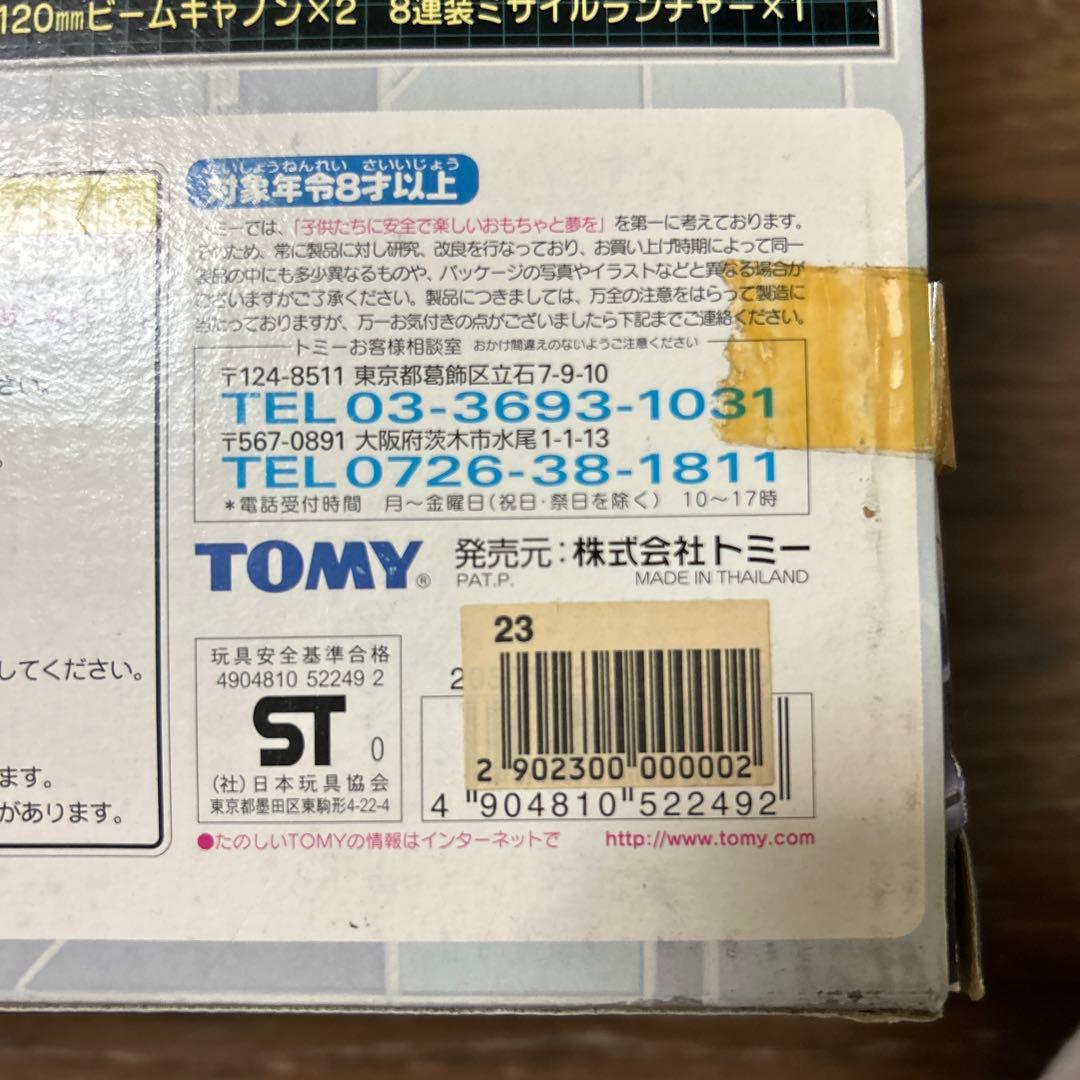 120mmビームキャノン×2 8連装ミサイルランチャー×1
たいしょうねんれい さいいじょう
対象年令8才以上
トミーでは、「子供たちに安全で楽しいおもちゃと夢を」を第一に考えております。
そのため、常に製品に対し研究、改良を行なっており、お買い上げ時期によって同一
製品の中にも多少異なるものや、パッケージの写真やイラストなどと異なる場合が
ございますがご了承ください。製品につきましては、万全の注意をはらって製造に
当たっておりますが、万一お気付きの点がございましたら下記までご連絡ください。
トミーお客様相談室 おかけ間違えのないようご注意ください
〒124-8511 東京都葛飾区立石7-9-10
TEL 03-3693-1031
〒567-0891 大阪府茨木市水尾1-1-13
TEL 0726-38-1811
*電話受付時間 月〜金曜日(祝日·祭日を除く) 10〜17時
TOMY® 発売元:株式会社トミー
PAT.P. MADE IN THAILAND
さい。
してください。
ます。
があります。
玩具安全基準合格
4904810 52249 2
ST 0
(社)日本玩具協会
東京都墨田区東駒形4-22-4
23
2 902300 000002
4 904810 522492
●たのしいTOMYの情報はインターネットで http://www.tomy.com